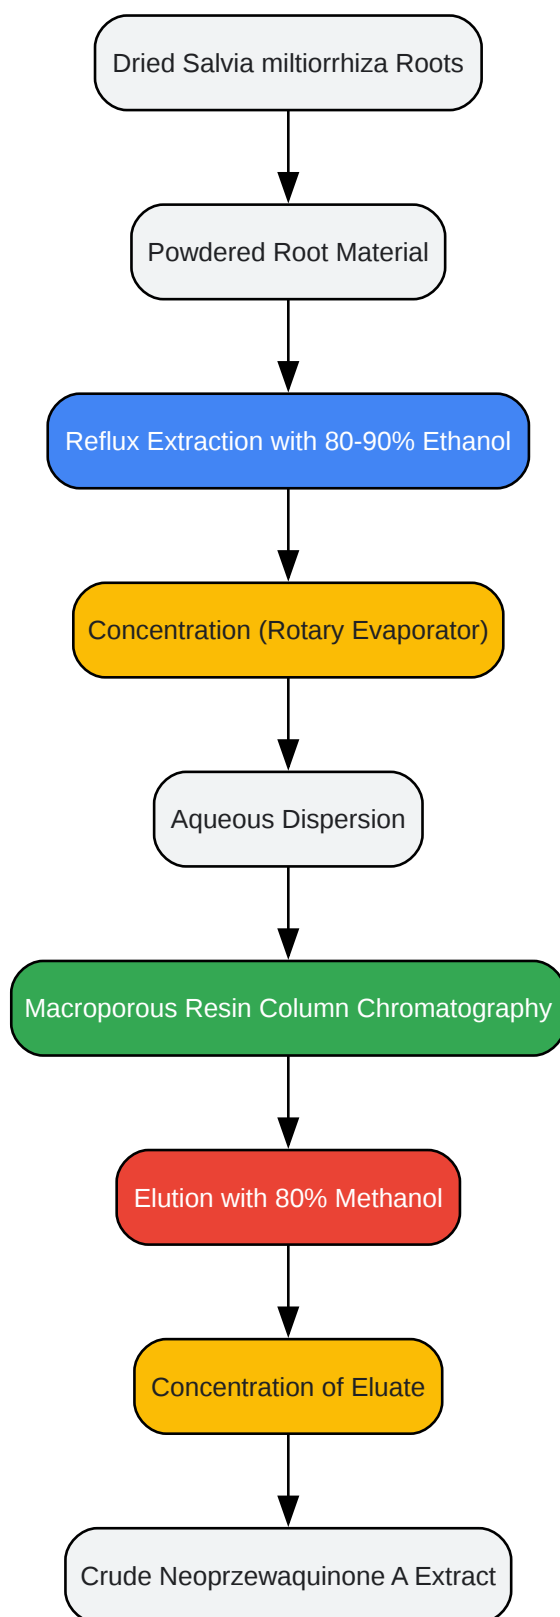 Dried Salvia miltiorrhiza Roots
Powdered Root Material
Reflux Extraction with 80-90% Ethanol
Concentration (Rotary Evaporator)
Aqueous Dispersion
Macroporous Resin Column Chromatography
Elution with 80% Methanol
Concentration of Eluate
Crude Neoprzewaquinone A Extract